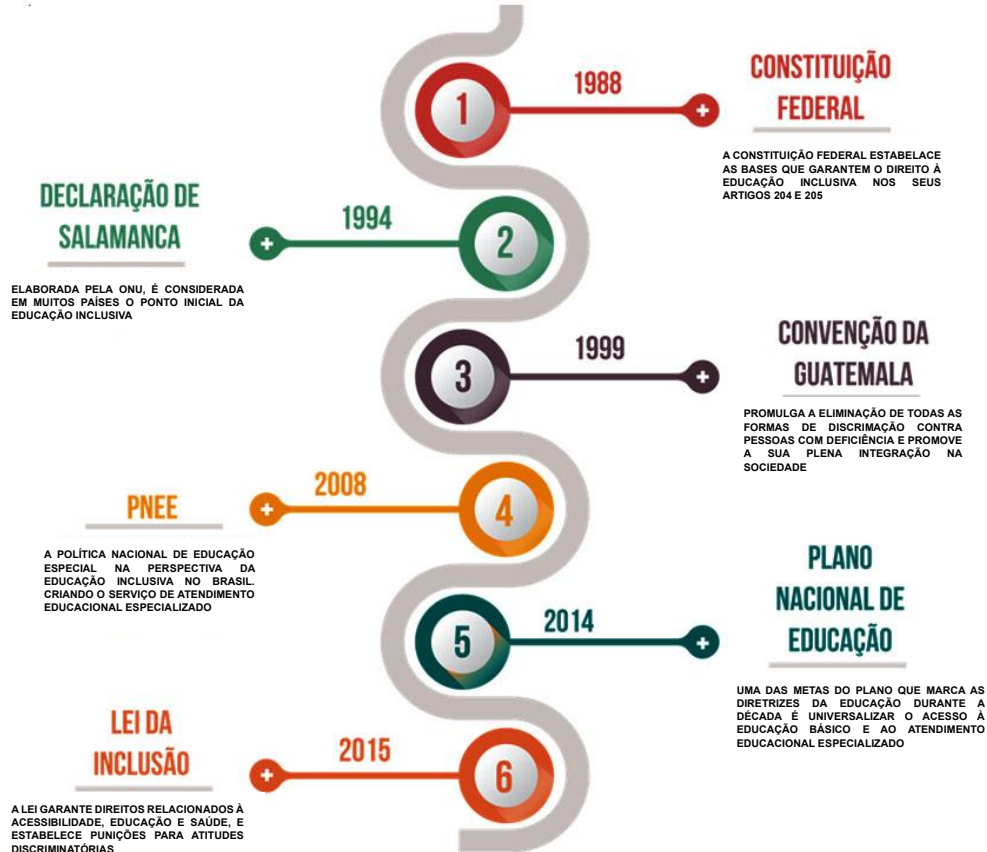 1
1988
CONSTITUIÇÃO
FEDERAL
A CONSTITUIÇÃO FEDERAL ESTABELACE
AS BASES QUE GARANTEM O DIREITO À
EDUCAÇÃO INCLUSIVA NOS SEUS
ARTIGOS 204 E 205
DECLARAÇÃO DE
SALAMANCA
1994
2
ELABORADA PELA ONU, É CONSIDERADA
EM MUITOS PAÍSES O PONTO INICIAL DA
EDUCAÇÃO INCLUSIVA
3
1999
CONVENÇÃO DA
GUATEMALA
PROMULGA A ELIMINAÇÃO DE TODAS AS
FORMAS DE DISCRIMAÇÃO CONTRA
PESSOAS COM DEFICIÊNCIA E PROMOVE
A SUA PLENA INTEGRAÇÃO NA
SOCIEDADE
PNEE
2008
4
A POLÍTICA NACIONAL DE EDUCAÇÃO
ESPECIAL NA PERSPECTIVA DA
EDUCAÇÃO INCLUSIVA NO BRASIL.
CRIANDO O SERVIÇO DE ATENDIMENTO
EDUCACIONAL ESPECIALIZADO
5
2014
PLANO
NACIONAL DE
EDUCAÇÃO
UMA DAS METAS DO PLANO QUE MARCA AS
DIRETRIZES DA EDUCAÇÃO DURANTE A
DÉCADA É UNIVERSALIZAR O ACESSO À
EDUCAÇÃO BÁSICO E AO ATENDIMENTO
EDUCACIONAL ESPECIALIZADO
LEI DA
INCLUSÃO
2015
6
A LEI GARANTE DIREITOS RELACIONADOS À
ACESSIBILIDADE, EDUCAÇÃO E SAÚDE, E
ESTABELECE PUNIÇÕES PARA ATITUDES
DISCRIMINATÓRIAS